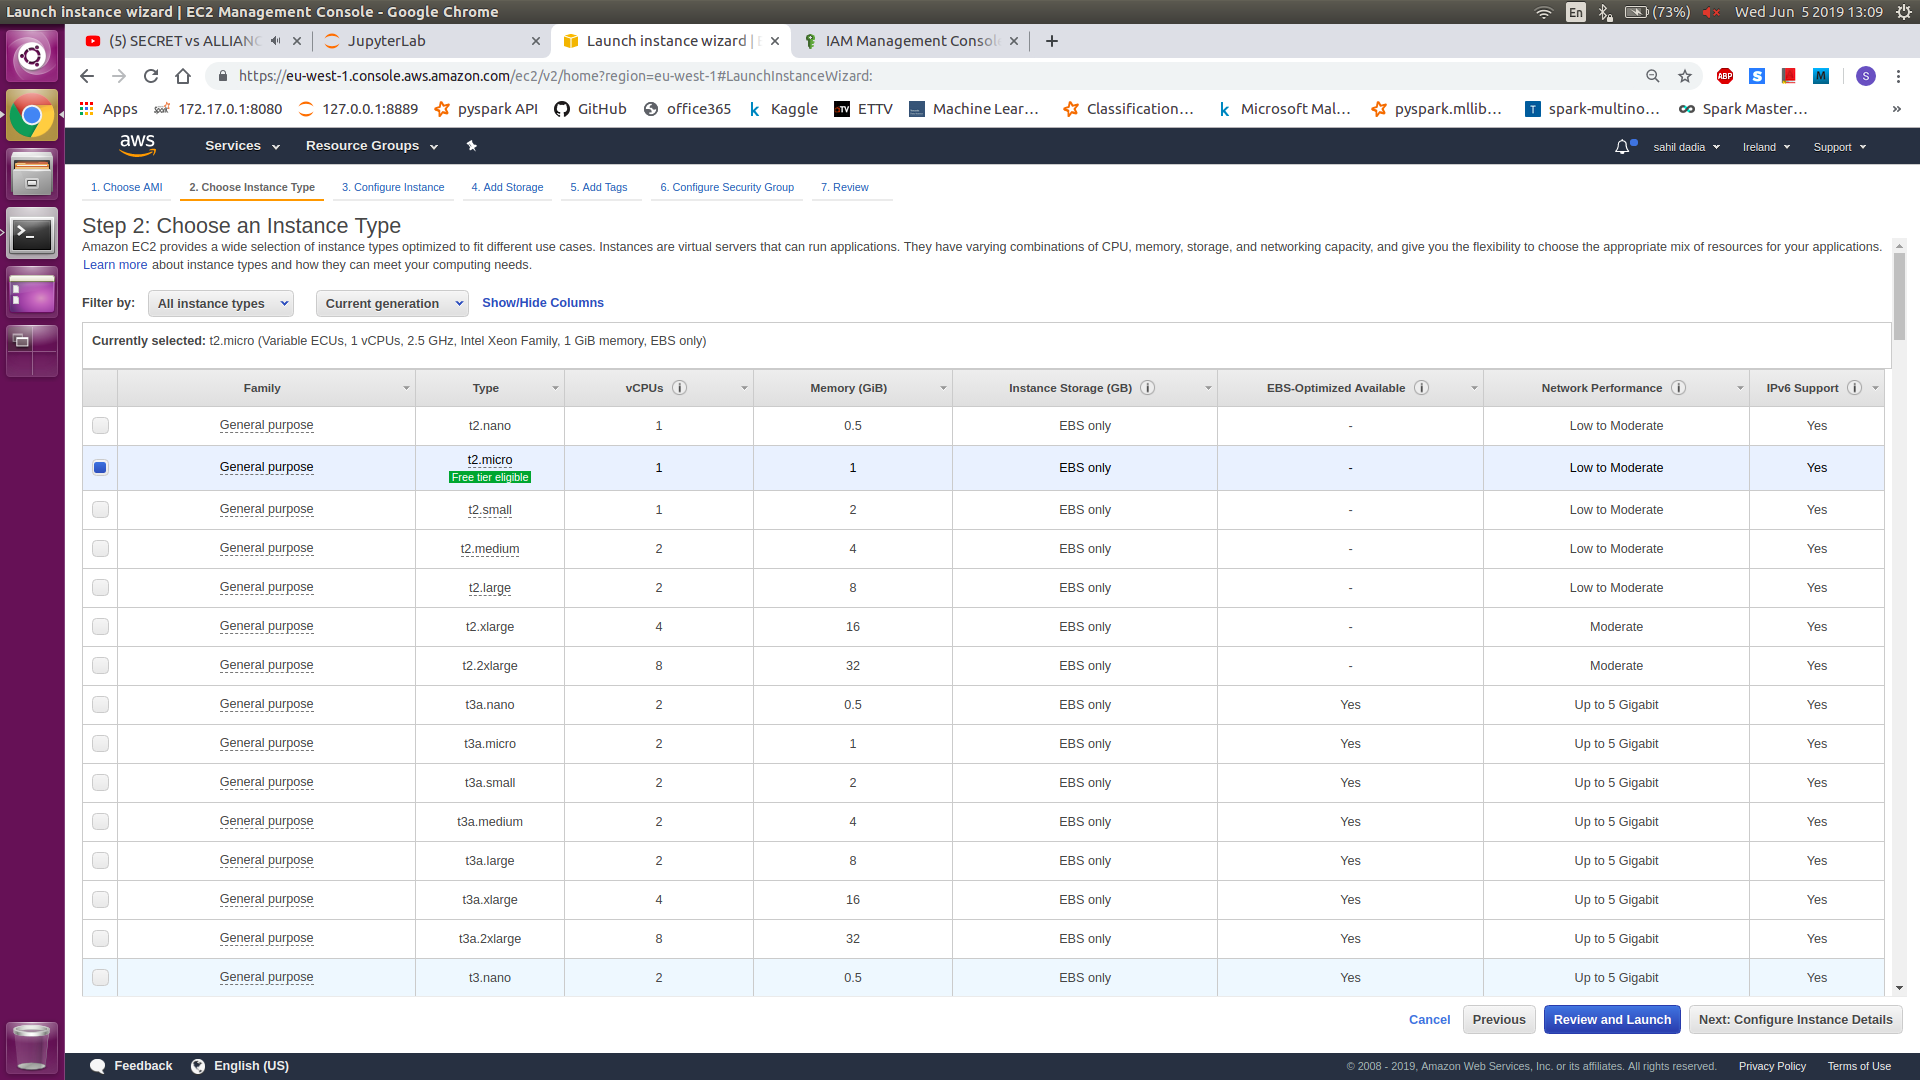 Launch instance wizard | EC2 Management Console - Google Chrome
En (73%) Wed Jun 5 2019 13:09
(5) SECRET vs ALLIANC JupyterLab Launch instance wizard | IAM Management Consol
https://eu-west-1.console.aws.amazon.com/ec2/v2/home?region=eu-west-1#LaunchInstanceWizard:
ABP S M S
Apps 172.17.0.1:8080 127.0.0.1:8889 pyspark API GitHub office365 Kaggle ETTV Machine Lear… Classification… Microsoft Mal… pyspark.mllib… spark-multino… Spark Master… »
aws Services Resource Groups sahil dadia Ireland Support
1. Choose AMI 2. Choose Instance Type 3. Configure Instance 4. Add Storage 5. Add Tags 6. Configure Security Group 7. Review
Step 2: Choose an Instance Type
Amazon EC2 provides a wide selection of instance types optimized to fit different use cases. Instances are virtual servers that can run applications. They have varying combinations of CPU, memory, storage, and networking capacity, and give you the flexibility to choose the appropriate mix of resources for your applications.
Learn more about instance types and how they can meet your computing needs.
Filter by: All instance types Current generation Show/Hide Columns
Currently selected: t2.micro (Variable ECUs, 1 vCPUs, 2.5 GHz, Intel Xeon Family, 1 GiB memory, EBS only)
Family Type vCPUs Memory (GiB) Instance Storage (GB) EBS-Optimized Available Network Performance IPv6 Support
General purpose t2.nano 1 0.5 EBS only - Low to Moderate Yes
General purpose t2.micro 1 1 EBS only - Low to Moderate Yes
Free tier eligible
General purpose t2.small 1 2 EBS only - Low to Moderate Yes
General purpose t2.medium 2 4 EBS only - Low to Moderate Yes
General purpose t2.large 2 8 EBS only - Low to Moderate Yes
General purpose t2.xlarge 4 16 EBS only - Moderate Yes
General purpose t2.2xlarge 8 32 EBS only - Moderate Yes
General purpose t3a.nano 2 0.5 EBS only Yes Up to 5 Gigabit Yes
General purpose t3a.micro 2 1 EBS only Yes Up to 5 Gigabit Yes
General purpose t3a.small 2 2 EBS only Yes Up to 5 Gigabit Yes
General purpose t3a.medium 2 4 EBS only Yes Up to 5 Gigabit Yes
General purpose t3a.large 2 8 EBS only Yes Up to 5 Gigabit Yes
General purpose t3a.xlarge 4 16 EBS only Yes Up to 5 Gigabit Yes
General purpose t3a.2xlarge 8 32 EBS only Yes Up to 5 Gigabit Yes
General purpose t3.nano 2 0.5 EBS only Yes Up to 5 Gigabit Yes
Cancel Previous Review and Launch Next: Configure Instance Details
Feedback English (US) © 2008 - 2019, Amazon Web Services, Inc. or its affiliates. All rights reserved. Privacy Policy Terms of Use